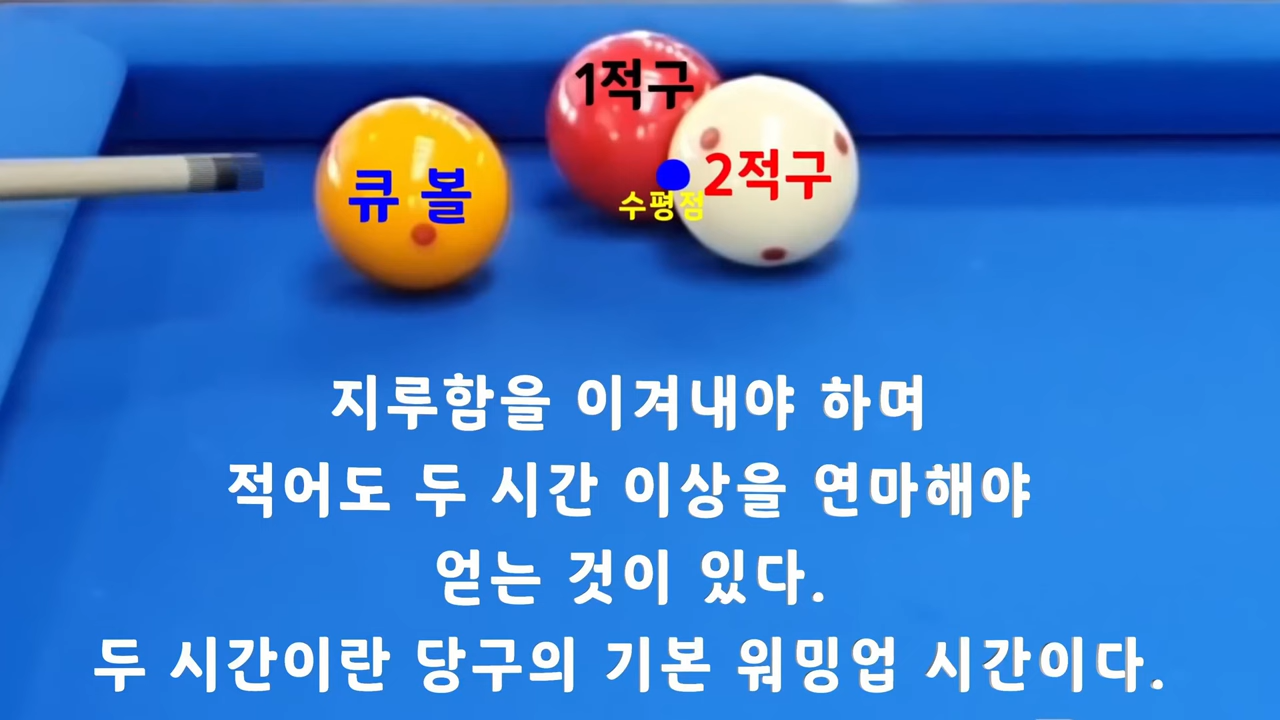 1적구
2적구
큐 볼
수평점
지루함을 이겨내야 하며
적어도 두 시간 이상을 연마해야
얻는 것이 있다.
두 시간이란 당구의 기본 워밍업 시간이다.